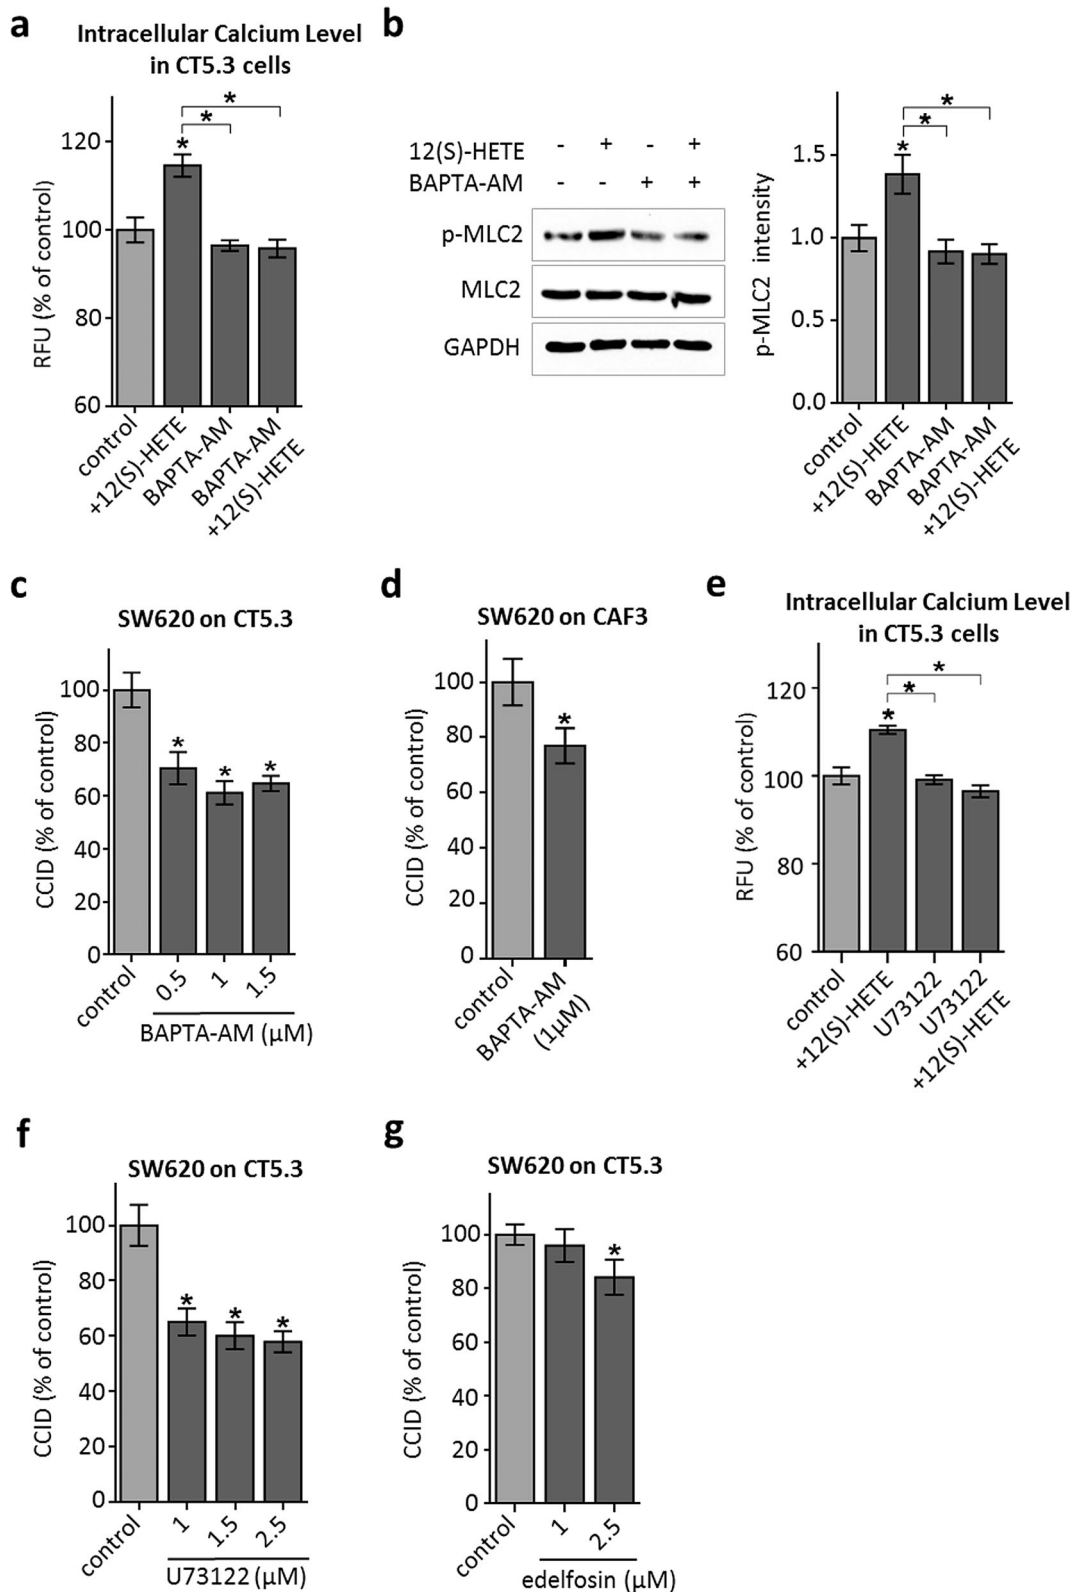 a
Intracellular Calcium Level
in CT5.3 cells
RFU (% of control)
120
100
80
60
*
*
*
control
+12(S)-HETE
BAPTA-AM
BAPTA-AM
+12(S)-HETE
b
12(S)-HETE - + - +
BAPTA-AM - - + +
p-MLC2
MLC2
GAPDH
p-MLC2 intensity
1.5
1.0
0.5
0.0
*
*
*
control
+12(S)-HETE
BAPTA-AM
BAPTA-AM
+12(S)-HETE
c
SW620 on CT5.3
CCID (% of control)
100
80
60
40
20
0
* * *
control
0.5
1
1.5
BAPTA-AM (μM)
d
SW620 on CAF3
CCID (% of control)
100
80
60
40
20
0
*
control
BAPTA-AM
(1μM)
e
Intracellular Calcium Level
in CT5.3 cells
RFU (% of control)
120
100
80
60
*
*
*
control
+12(S)-HETE
U73122
U73122
+12(S)-HETE
f
SW620 on CT5.3
CCID (% of control)
100
80
60
40
20
0
* * *
control
1
1.5
2.5
U73122 (μM)
g
SW620 on CT5.3
CCID (% of control)
100
80
60
40
20
0
*
control
1
2.5
edelfosin (μM)